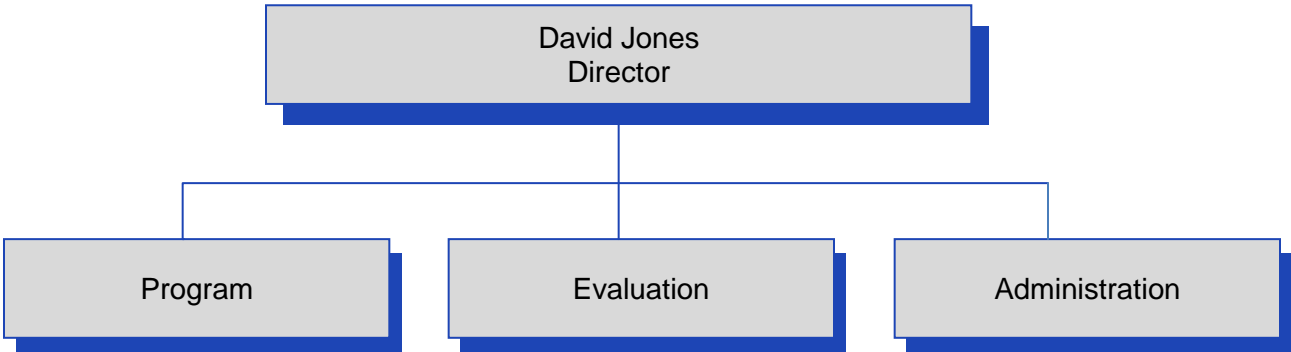 David Jones
Director
Program
Evaluation
Administration